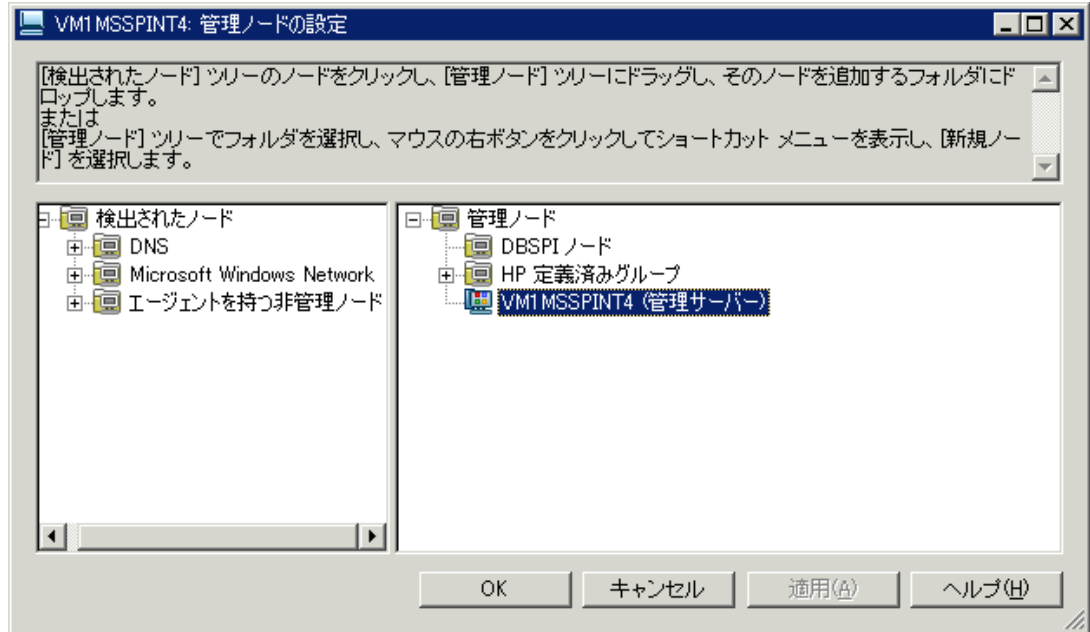 VM1MSSPINT4: 管理ノードの設定
[検出されたノード] ツリーのノードをクリックし、[管理ノード] ツリーにドラッグし、そのノードを追加するフォルダにド
ロップします。
または
[管理ノード] ツリーでフォルダを選択し、マウスの右ボタンをクリックしてショートカット メニューを表示し、[新規ノー
ド] を選択します。
検出されたノード
DNS
Microsoft Windows Network
エージェントを持つ非管理ノード
管理ノード
DBSPI ノード
HP 定義済みグループ
VM1MSSPINT4 (管理サーバー)
OK
キャンセル
適用(A)
ヘルプ(H)